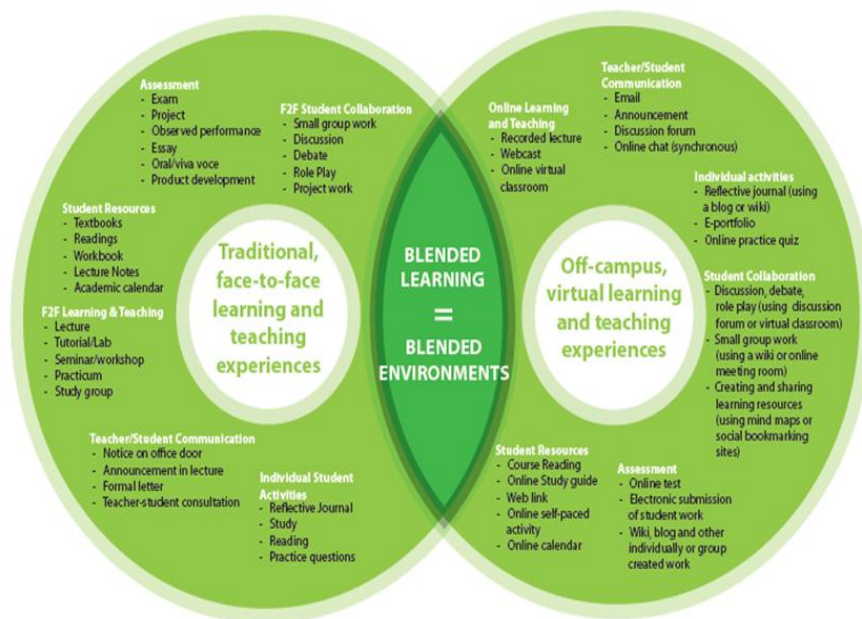 Assessment
- Exam
- Project
- Observed performance
- Essay
- Oral/viva voce
- Product development
F2F Student Collaboration
- Small group work
- Discussion
- Debate
- Role Play
- Project work
Student Resources
- Textbooks
- Readings
- Workbook
- Lecture Notes
- Academic calendar
F2F Learning & Teaching
- Lecture
- Tutorial/Lab
- Seminar/workshop
- Practicum
- Study group
Traditional,
face-to-face
learning and
teaching
experiences
Teacher/Student Communication
- Notice on office door
- Announcement in lecture
- Formal letter
- Teacher-student consultation
Individual Student
Activities
- Reflective Journal
- Study
- Reading
- Practice questions
BLENDED
LEARNING
=
BLENDED
ENVIRONMENTS
Online Learning
and Teaching
- Recorded lecture
- Webcast
- Online virtual
classroom
Teacher/Student
Communication
- Email
- Announcement
- Discussion forum
- Online chat (synchronous)
Individual activities
- Reflective journal (using
a blog or wiki)
- E-portfolio
- Online practice quiz
Off-campus,
virtual learning
and teaching
experiences
Student Collaboration
- Discussion, debate,
role play (using discussion
forum or virtual classroom)
- Small group work
(using a wiki or online
meeting room)
- Creating and sharing
learning resources
(using mind maps or
social bookmarking
sites)
Student Resources
- Course Reading
- Online Study guide
- Web link
- Online self-paced
activity
- Online calendar
Assessment
- Online test
- Electronic submission
of student work
- Wiki, blog and other
individually or group
created work